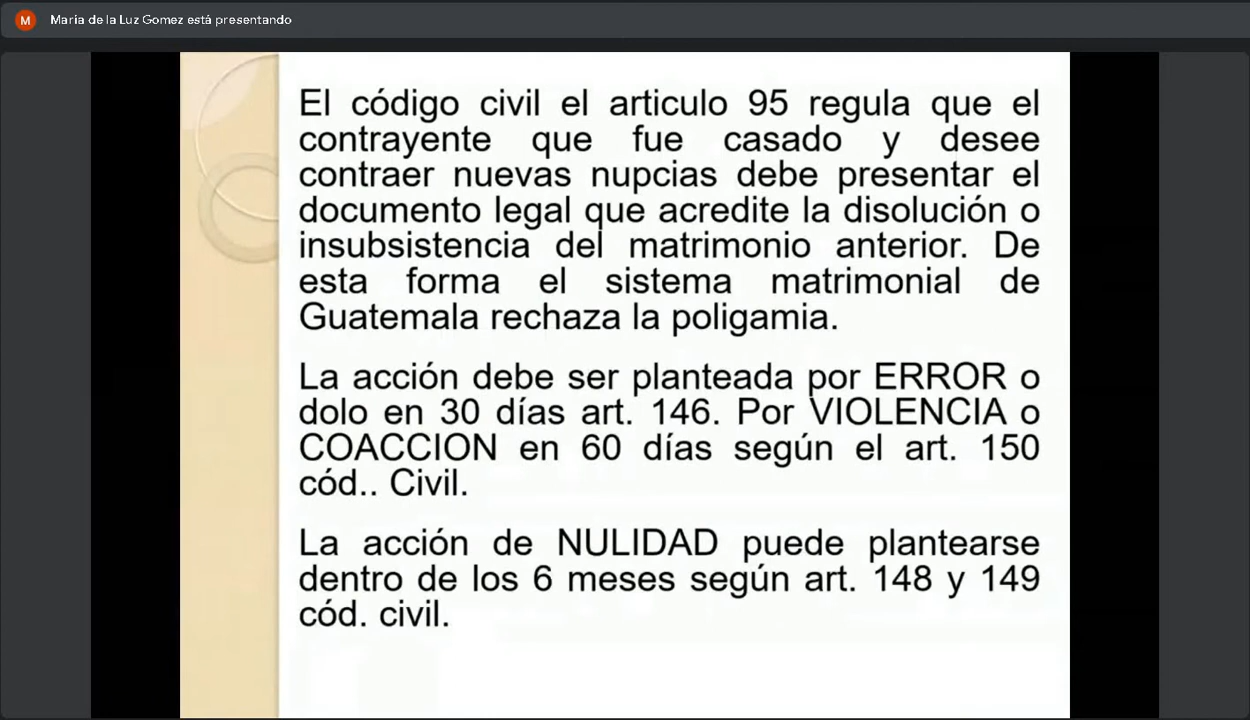 M Maria de la Luz Gomez está presentando
El código civil el articulo 95 regula que el
contrayente que fue casado y desee
contraer nuevas nupcias debe presentar el
documento legal que acredite la disolución o
insubsistencia del matrimonio anterior. De
esta forma el sistema matrimonial de
Guatemala rechaza la poligamia.
La acción debe ser planteada por ERROR o
dolo en 30 días art. 146. Por VIOLENCIA o
COACCION en 60 días según el art. 150
cód.. Civil.
La acción de NULIDAD puede plantearse
dentro de los 6 meses según art. 148 y 149
cód. civil.